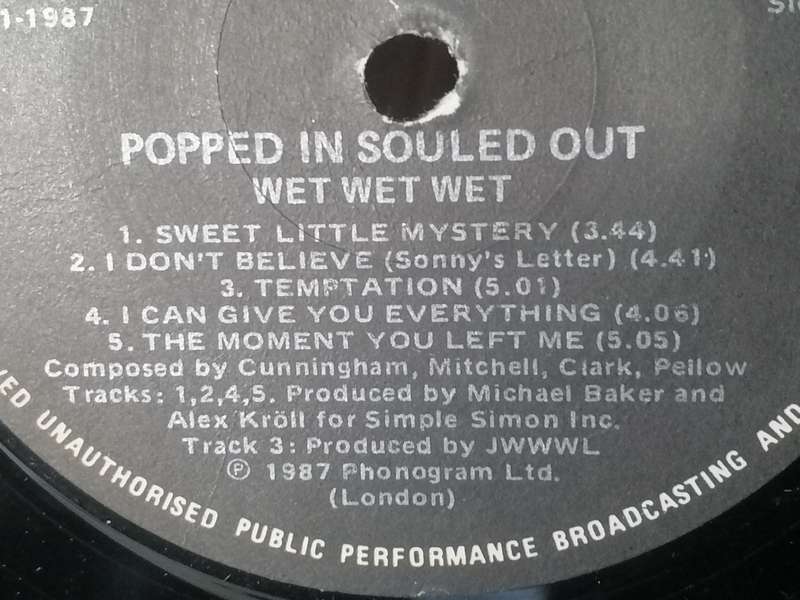 1-1987
POPPED IN SOULED OUT
WET WET WET
1. SWEET LITTLE MYSTERY (3.44)
2. I DON'T BELIEVE (Sonny's Letter) (4.41)
3. TEMPTATION (5.01)
4. I CAN GIVE YOU EVERYTHING (4.06)
5. THE MOMENT YOU LEFT ME (5.05)
Composed by Cunningham, Mitchell, Clark, Pellow
Tracks: 1,2,4,5. Produced by Michael Baker and
Alex Kröll for Simple Simon Inc.
Track 3: Produced by JWWWL
℗ 1987 Phonogram Ltd.
(London)
UNAUTHORISED PUBLIC PERFORMANCE BROADCASTING AND